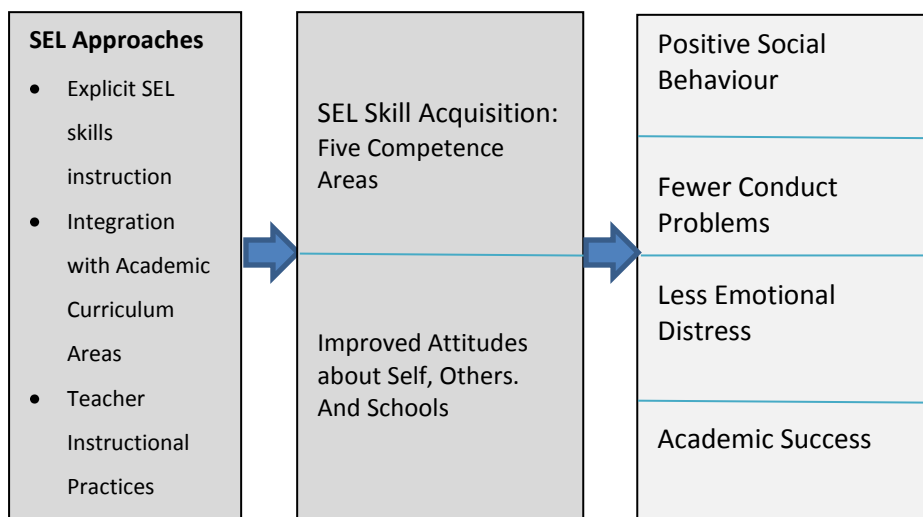 SEL Approaches
• Explicit SEL
skills
instruction
• Integration
with Academic
Curriculum
Areas
• Teacher
Instructional
Practices
SEL Skill Acquisition:
Five Competence
Areas
Improved Attitudes
about Self, Others.
And Schools
Positive Social
Behaviour
Fewer Conduct
Problems
Less Emotional
Distress
Academic Success